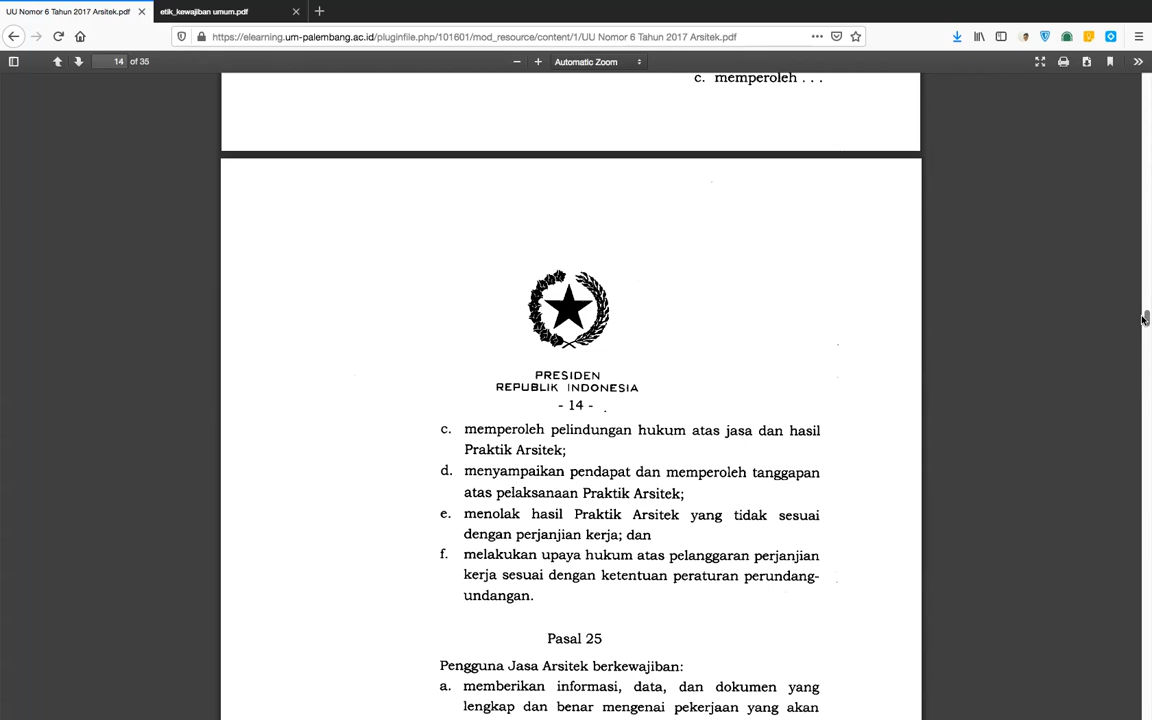 UU Nomor 6 Tahun 2017 Arsitek.pdf
etik_kewajiban umum.pdf
https://elearning.um-palembang.ac.id/pluginfile.php/101601/mod_resource/content/1/UU Nomor 6 Tahun 2017 Arsitek.pdf
14 of 35
Automatic Zoom
c. memperoleh . . .
PRESIDEN
REPUBLIK INDONESIA
- 14 -
c. memperoleh pelindungan hukum atas jasa dan hasil
Praktik Arsitek;
d. menyampaikan pendapat dan memperoleh tanggapan
atas pelaksanaan Praktik Arsitek;
e. menolak hasil Praktik Arsitek yang tidak sesuai
dengan perjanjian kerja; dan
f. melakukan upaya hukum atas pelanggaran perjanjian
kerja sesuai dengan ketentuan peraturan perundang-
undangan.
Pasal 25
Pengguna Jasa Arsitek berkewajiban:
a. memberikan informasi, data, dan dokumen yang
lengkap dan benar mengenai pekerjaan yang akan